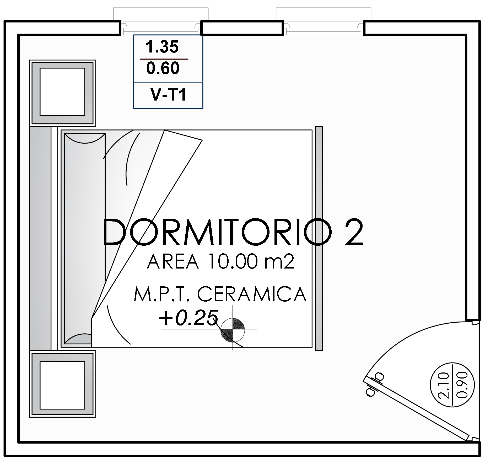 1.35
0.60
V-T1
DORMITORIO 2
AREA 10.00 m2
M.P.T. CERAMICA
+0.25
2.10
0.90